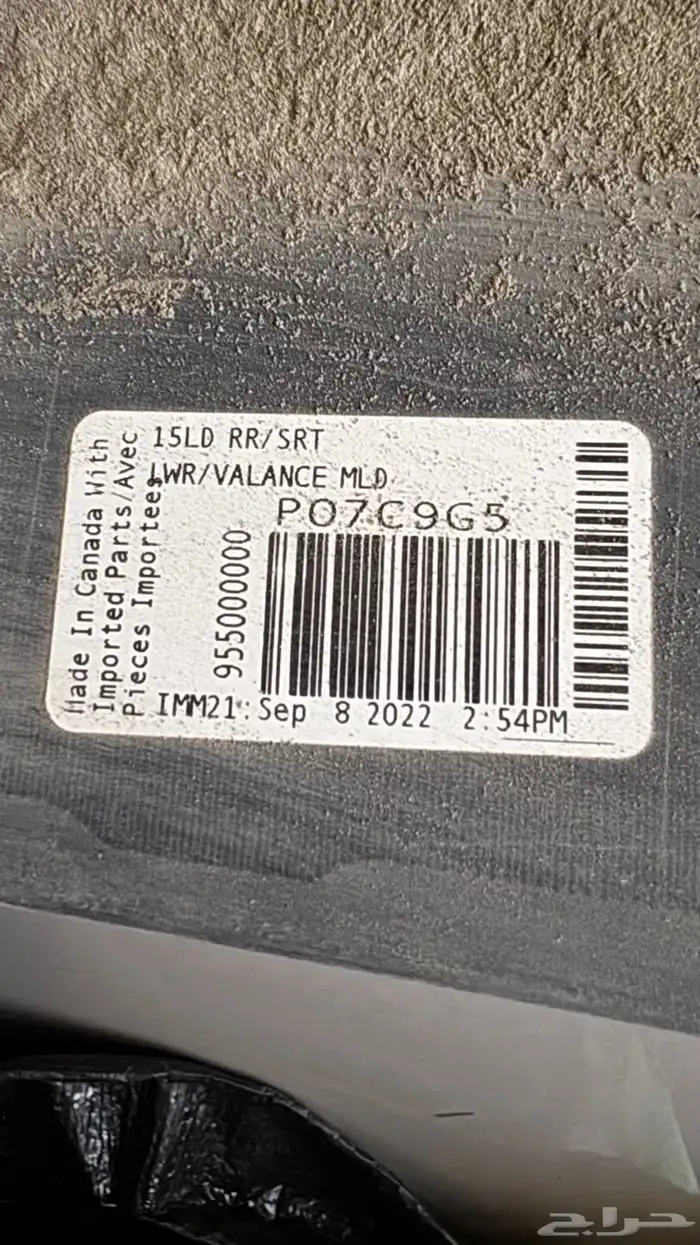 15LD RR/SRT
LWR/VALANCE MLD
P07C9G5
Made In Canada With
Imported Parts/Avec
Pieces Importees
955000000
IMM21:Sep 8 2022 2:54PM
حراج